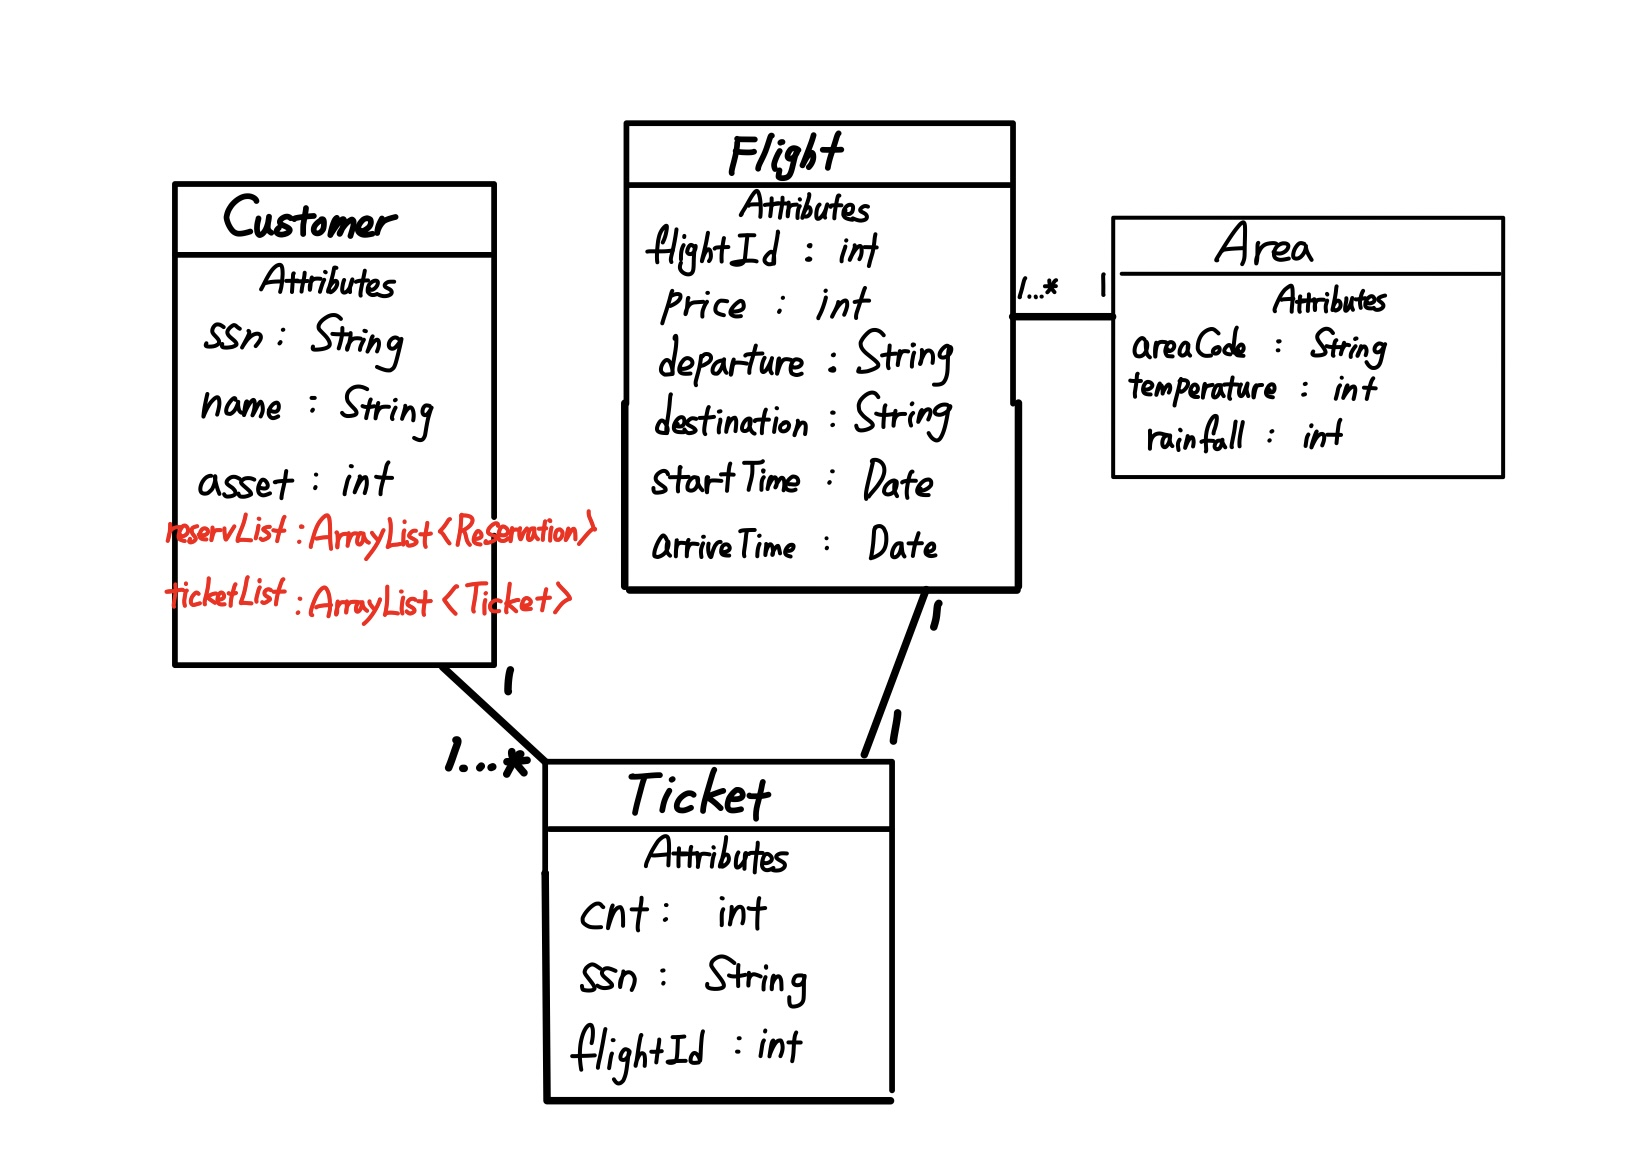 Customer
Attributes
ssn : String
name : String
asset : int
reservList : ArrayList<Reservation>
ticketList : ArrayList<Ticket>
Flight
Attributes
flightId : int
price : int
departure : String
destination : String
startTime : Date
arriveTime : Date
1...* 1
Area
Attributes
areaCode : String
temperature : int
rainfall : int
1
1...*
1
1
Ticket
Attributes
cnt : int
ssn : String
flightId : int